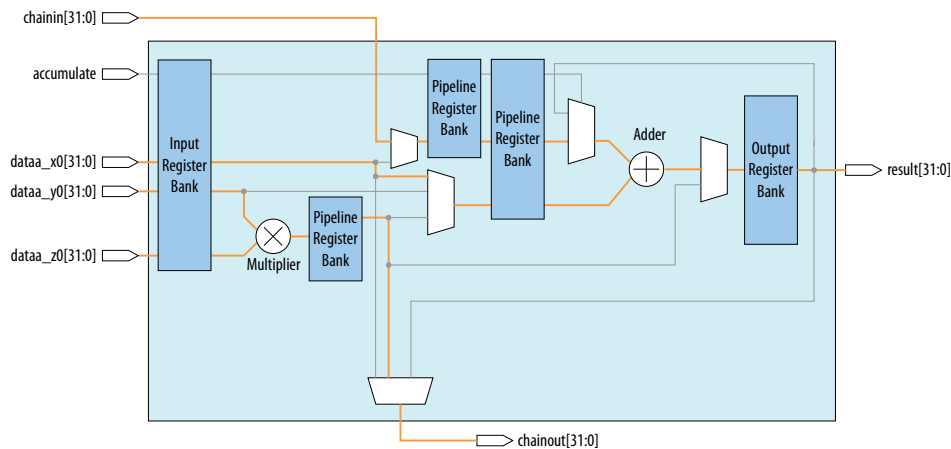 chainin[31:0]
accumulate
dataa_x0[31:0]
dataa_y0[31:0]
dataa_z0[31:0]
Input
Register
Bank
Multiplier
Pipeline
Register
Bank
Pipeline
Register
Bank
Pipeline
Register
Bank
Adder
Output
Register
Bank
result[31:0]
chainout[31:0]